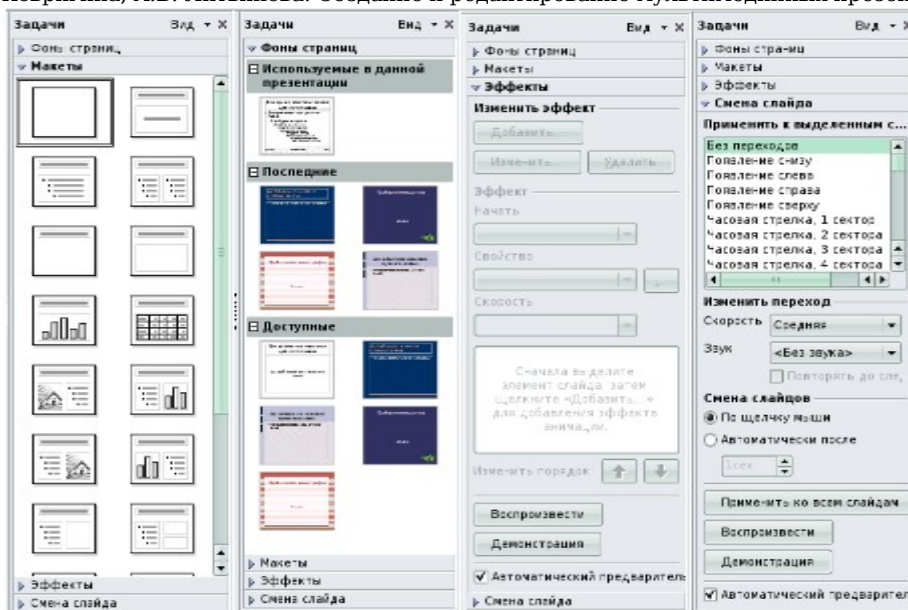 Задачи Вид
Фоны страниц
Макеты
Эффекты
Смена слайда
Задачи Вид
Фоны страниц
Используемые в данной
презентации
Последние
Доступные
Макеты
Эффекты
Смена слайда
Задачи Вид
Фоны страниц
Макеты
Эффекты
Изменить эффект
Добавить...
Изменить... Удалить
Эффект
Начать
Свойство
...
Скорость
Сначала выделите
элемент слайда, затем
щелкните «Добавить...»
для добавления эффекта
анимации.
Изменить порядок:
Воспроизвести
Демонстрация
Автоматический предваритель
Смена слайда
Задачи Вид
Фоны страниц
Макеты
Эффекты
Смена слайда
Применить к выделенным с...
Без переходов
Появление снизу
Появление слева
Появление справа
Появление сверху
Часовая стрелка, 1 сектор
Часовая стрелка, 2 сектора
Часовая стрелка, 3 сектора
Часовая стрелка, 4 сектора
Изменить переход
Скорость Средняя
Звук <Без звука>
Повторять до сле,
Смена слайдов
По щелчку мыши
Автоматически после
1сек.
Применить ко всем слайдам
Воспроизвести
Демонстрация
Автоматический предварител